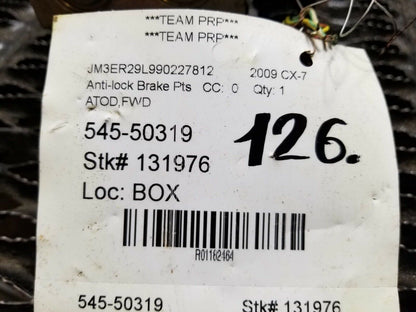 ***TEAM PRP***
***TEAM PRP***
JM3ER29L990227812 2009 CX-7
Anti-lock Brake Pts CC: 0 Qty: 1
ATOD,FWD
545-50319
Stk# 131976 126.
Loc: BOX
R01182464
545-50319 Stk# 131976